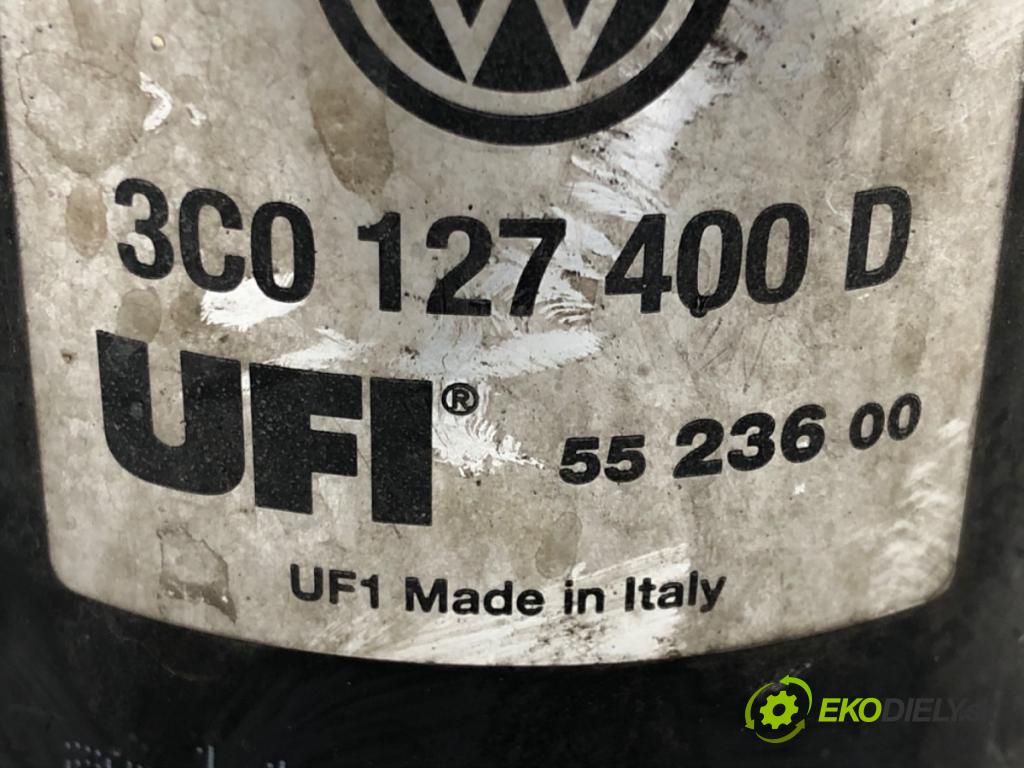 3C0 127 400 D
UFI®
55 236 00
UF1 Made in Italy
EKODIELY